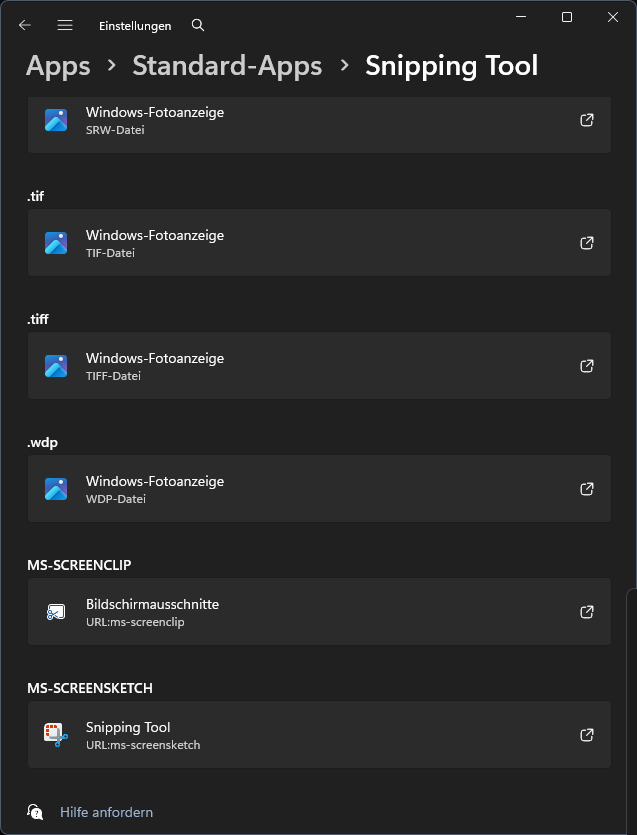 Einstellungen
Apps > Standard-Apps > Snipping Tool
Windows-Fotoanzeige
SRW-Datei
.tif
Windows-Fotoanzeige
TIF-Datei
.tiff
Windows-Fotoanzeige
TIFF-Datei
.wdp
Windows-Fotoanzeige
WDP-Datei
MS-SCREENCLIP
Bildschirmausschnitte
URL:ms-screenclip
MS-SCREENSKETCH
Snipping Tool
URL:ms-screensketch
Hilfe anfordern